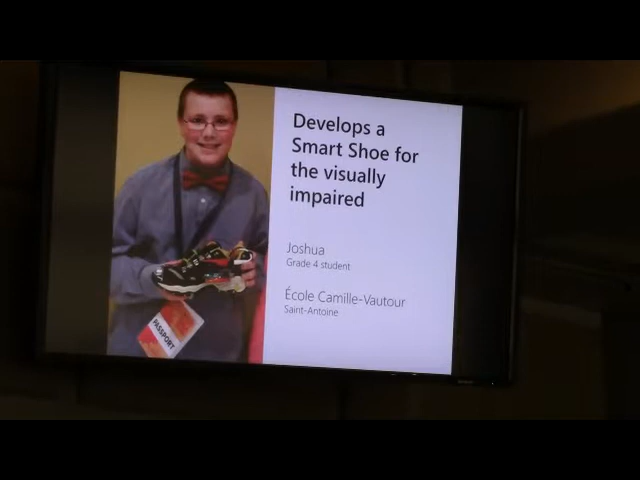 Develops a
Smart Shoe for
the visually
impaired
Joshua
Grade 4 student
École Camille-Vautour
Saint-Antoine
PASSPORT